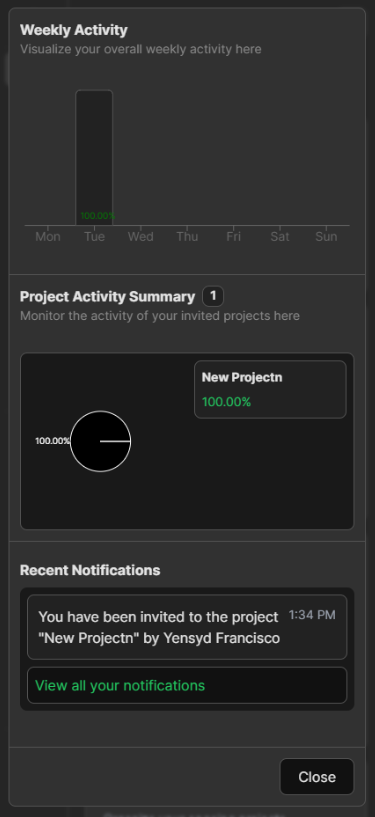 Weekly Activity
Visualize your overall weekly activity here
100.00%
Mon Tue Wed Thu Fri Sat Sun
Project Activity Summary 1
Monitor the activity of your invited projects here
New Projectn
100.00%
100.00%
Recent Notifications
You have been invited to the project 1:34 PM
"New Projectn" by Yensyd Francisco
View all your notifications
Close